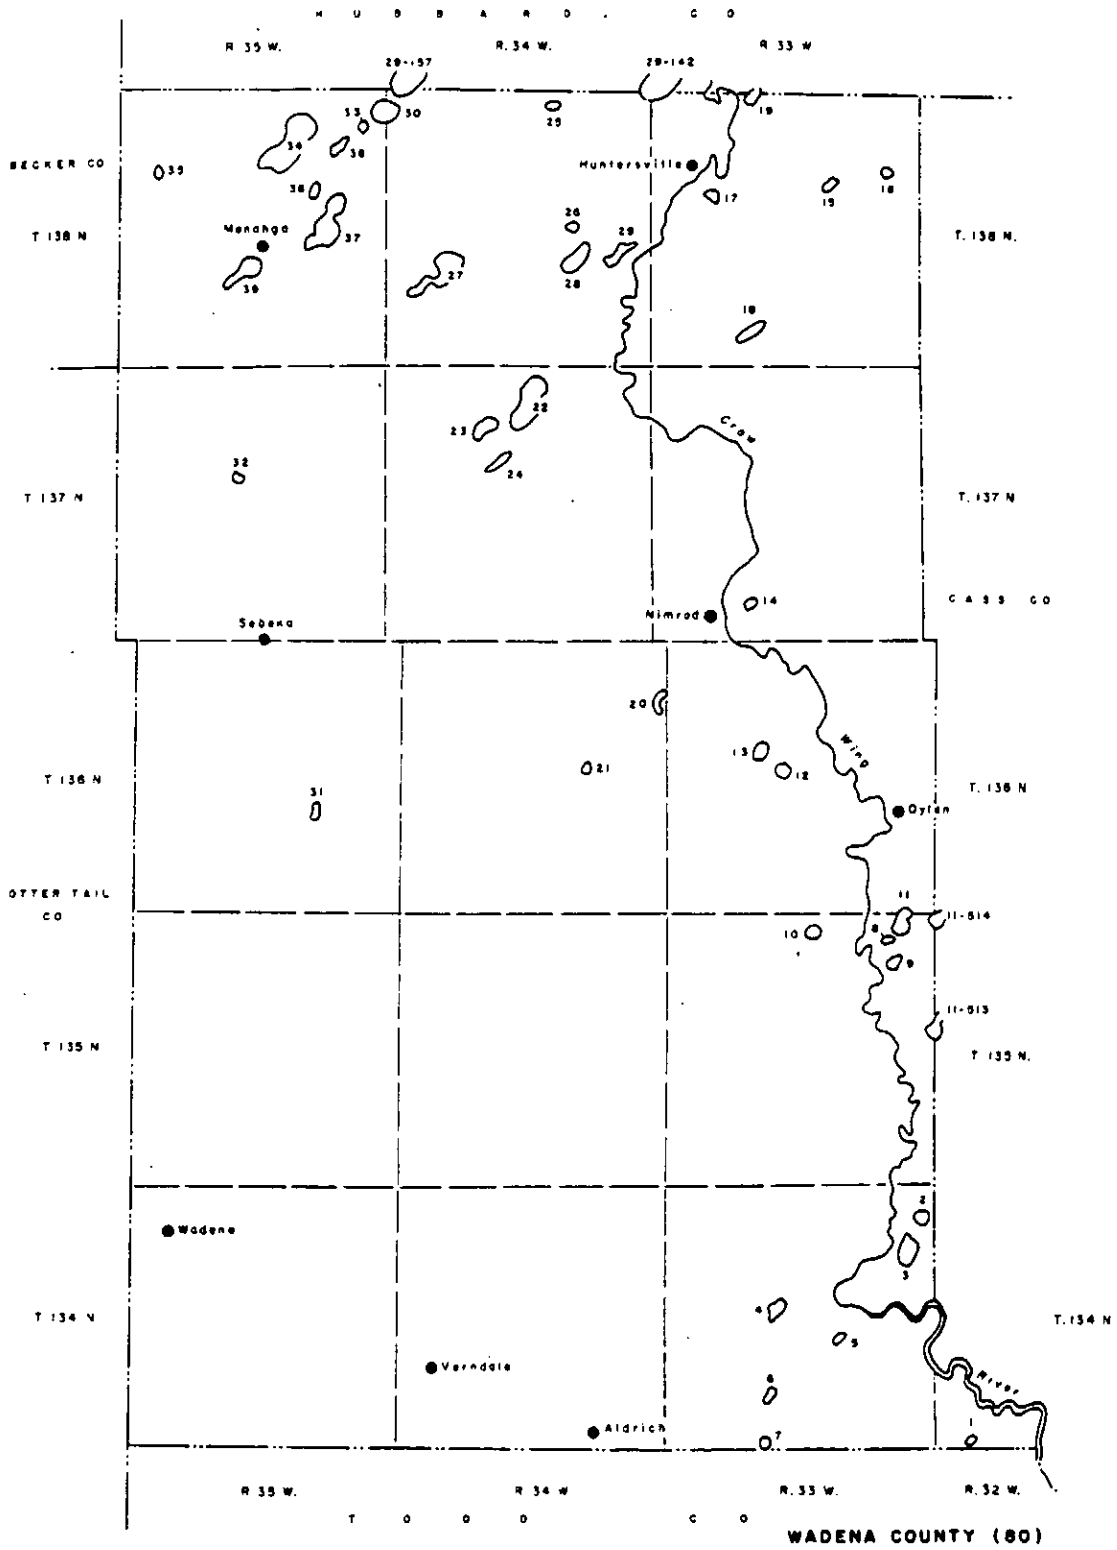 HUBBARD. CO
R. 35 W.
R. 34 W.
R 33 W
29-157
29-142
19
33
30
25
34
38
BECKER CO
35
Huntersville
15
16
36
17
T 138 N
Menahga
37
26
29
T. 138 N.
39
27
28
18
22
23
Crow
32
24
T 137 N
T. 137 N
14
CASS CO
Sebeka
Nimrod
20
13
12
Wing
T 136 N
21
T. 136 N
31
Oylen
OTTER TAIL
CO
11
11-514
10
8
9
11-513
T 135 N
T 135 N.
2
Wadena
3
4
T 134 N
T. 134 N
5
Verndale
River
6
1
Aldrich
7
R 35 W.
R 34 W
R. 33 W.
R. 32 W.
TODD CO
WADENA COUNTY (80)